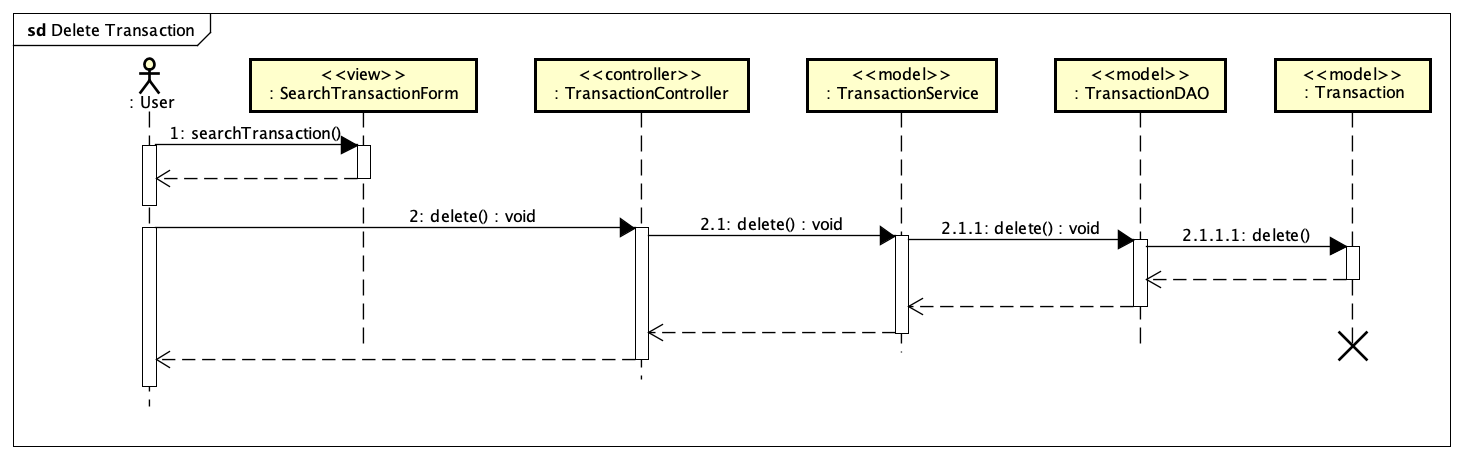 sd Delete Transaction
: User
<<view>>
: SearchTransactionForm
<<controller>>
: TransactionController
<<model>>
: TransactionService
<<model>>
: TransactionDAO
<<model>>
: Transaction
1: searchTransaction()
2: delete() : void
2.1: delete() : void
2.1.1: delete() : void
2.1.1.1: delete()